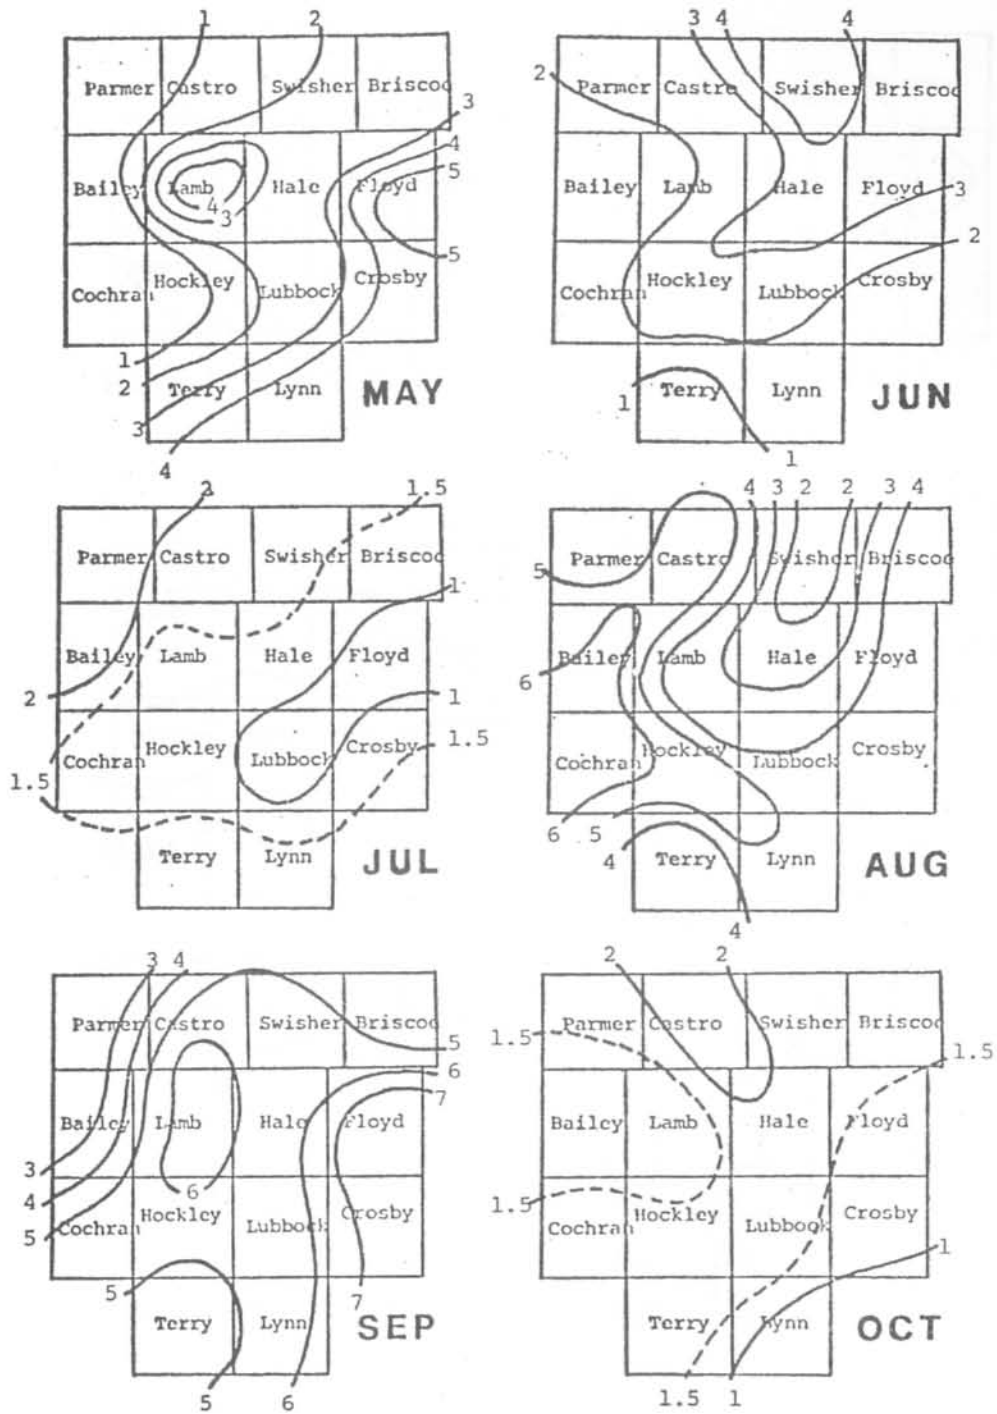 1 2
Parmer Castro Swisher Briscoe
3
4
5
Bailey Lamb Hale Floyd
4
3
5
Cochran Hockley Lubbock Crosby
1
2
Terry Lynn
MAY
3
4
3 4 4
2
Parmer Castro Swisher Briscoe
Bailey Lamb Hale Floyd
3
2
Cochran Hockley Lubbock Crosby
1
Terry Lynn
JUN
1
2 1.5
Parmer Castro Swisher Briscoe
1
Bailey Lamb Hale Floyd
2
1
1.5
Cochran Hockley Lubbock Crosby
1.5
Terry Lynn
JUL
4 3 2 2 3 4
5
Parmer Castro Swisher Briscoe
Bailey Lamb Hale Floyd
6
Cochran Hockley Lubbock Crosby
6 5
4
Terry Lynn
AUG
4
3 4
Parmer Castro Swisher Briscoe
5
6
7
Bailey Lamb Hale Floyd
3
6
4
5
Cochran Hockley Lubbock Crosby
5
7
Terry Lynn
SEP
5 6
2 2
1.5
Parmer Castro Swisher Briscoe
1.5
Bailey Lamb Hale Floyd
1.5
Cochran Hockley Lubbock Crosby
1
Terry Lynn
OCT
1.5 1